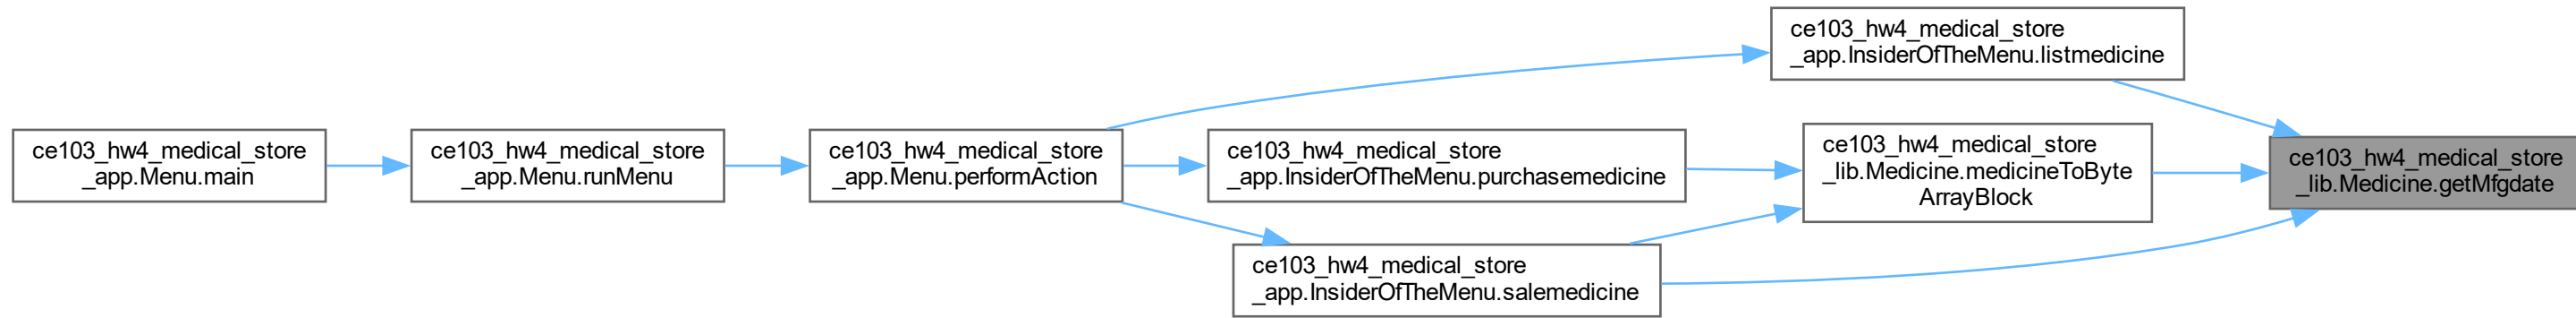 ce103_hw4_medical_store
_app.Menu.main
ce103_hw4_medical_store
_app.Menu.runMenu
ce103_hw4_medical_store
_app.Menu.performAction
ce103_hw4_medical_store
_app.InsiderOfTheMenu.listmedicine
ce103_hw4_medical_store
_app.InsiderOfTheMenu.purchasemedicine
ce103_hw4_medical_store
_app.InsiderOfTheMenu.salemedicine
ce103_hw4_medical_store
_lib.Medicine.medicineToByte
ArrayBlock
ce103_hw4_medical_store
_lib.Medicine.getMfgdate